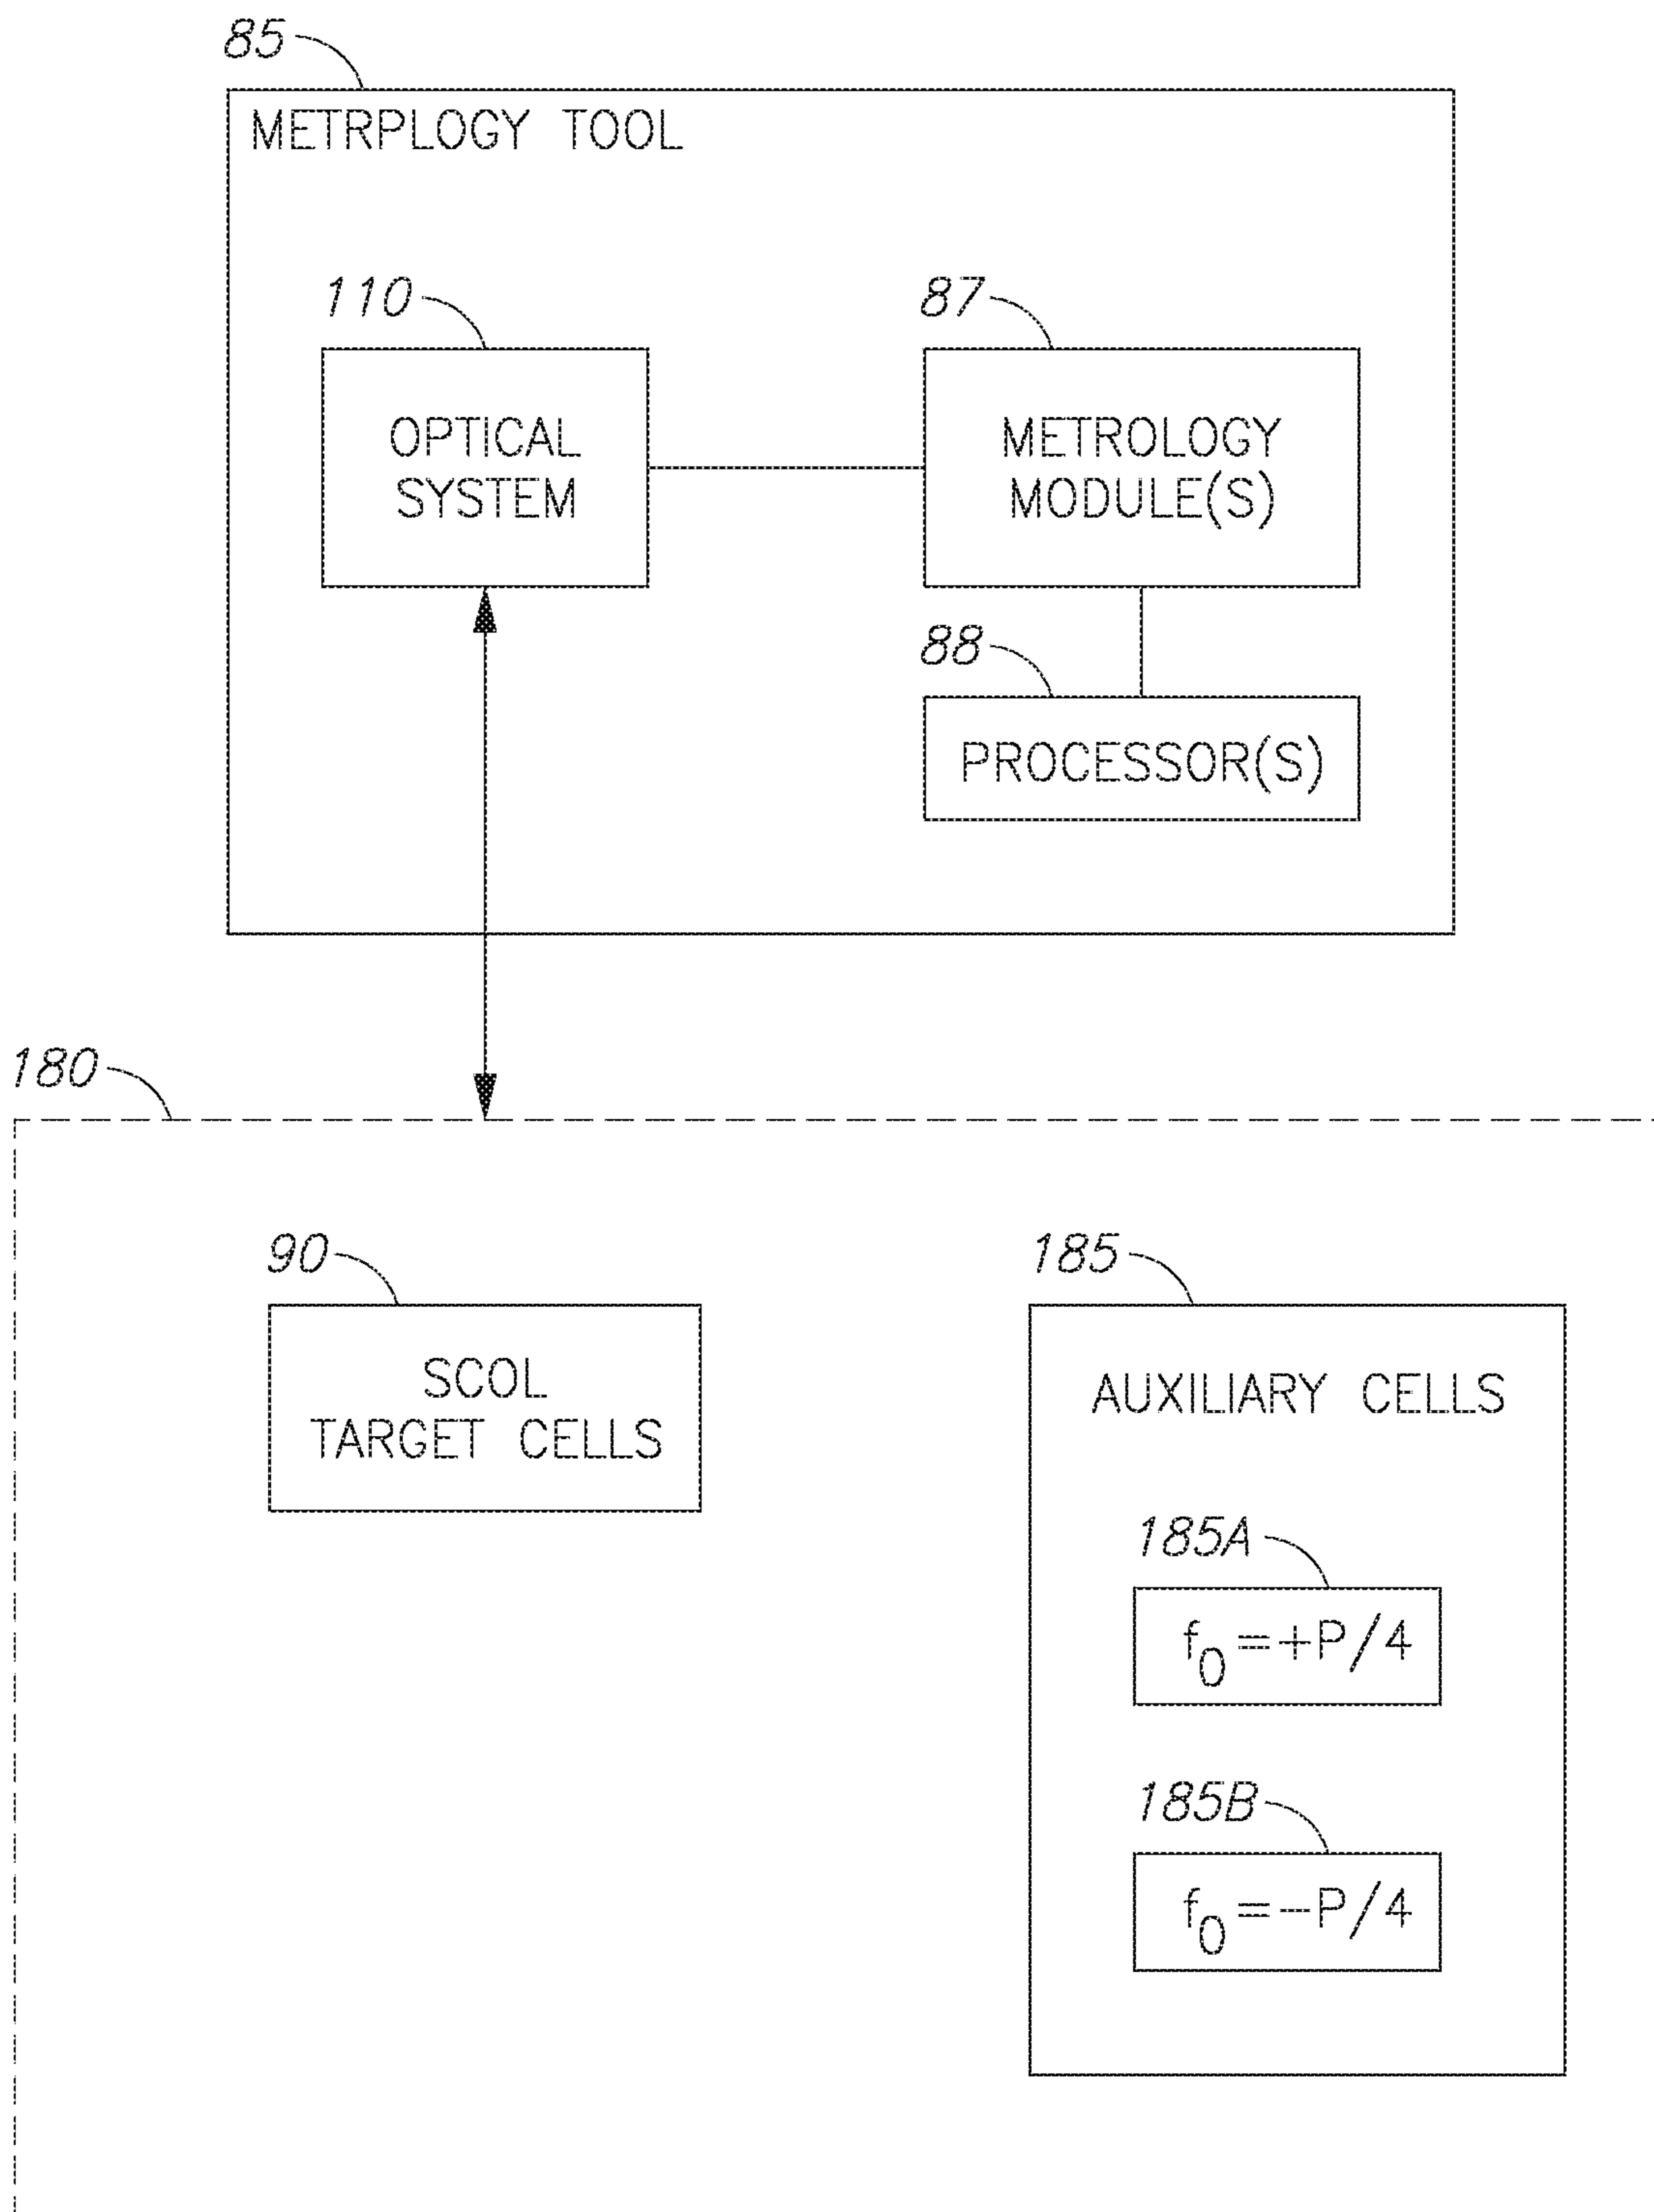 85
METRPLOGY TOOL
110
OPTICAL
SYSTEM
87
METROLOGY
MODULE(S)
88
PROCESSOR(S)
180
90
SCOL
TARGET CELLS
185
AUXILIARY CELLS
185A
f0=+P/4
185B
f0=-P/4